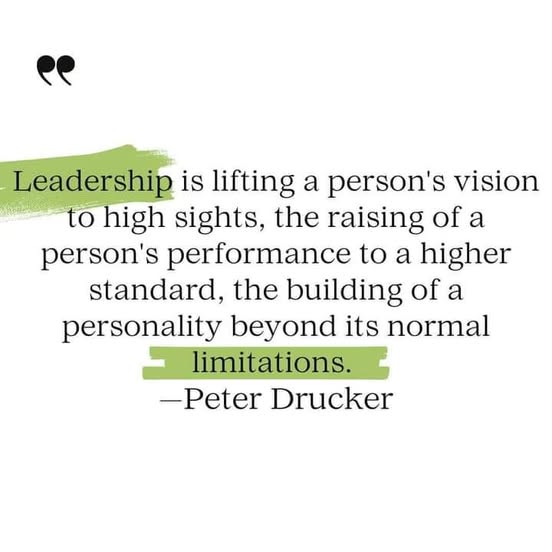 ❞
Leadership is lifting a person's vision
to high sights, the raising of a
person's performance to a higher
standard, the building of a
personality beyond its normal
limitations.
—Peter Drucker